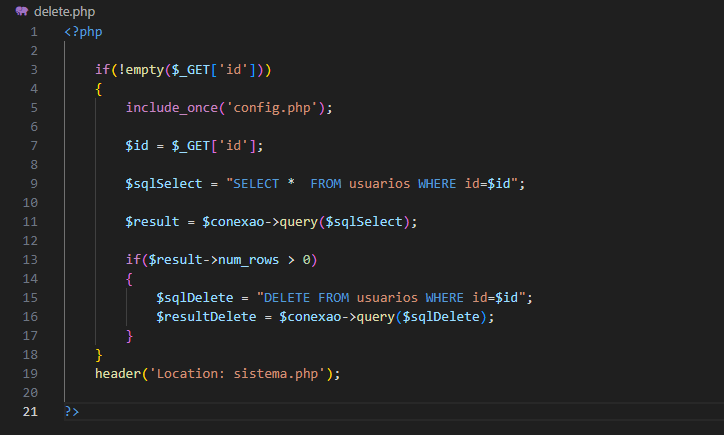 delete.php
1 <?php
2
3 if(!empty($_GET['id']))
4 {
5 include_once('config.php');
6
7 $id = $_GET['id'];
8
9 $sqlSelect = "SELECT *  FROM usuarios WHERE id=$id";
10
11 $result = $conexao->query($sqlSelect);
12
13 if($result->num_rows > 0)
14 {
15 $sqlDelete = "DELETE FROM usuarios WHERE id=$id";
16 $resultDelete = $conexao->query($sqlDelete);
17 }
18 }
19 header('Location: sistema.php');
20
21 ?>